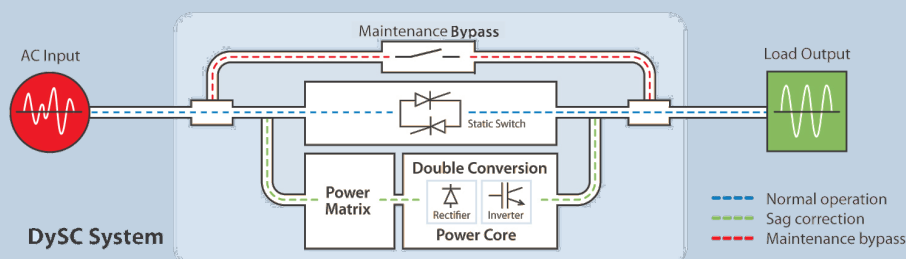 Maintenance Bypass
AC Input
Load Output
Static Switch
Power
Matrix
Double Conversion
Rectifier
Inverter
Power Core
DySC System
Normal operation
Sag correction
Maintenance bypass